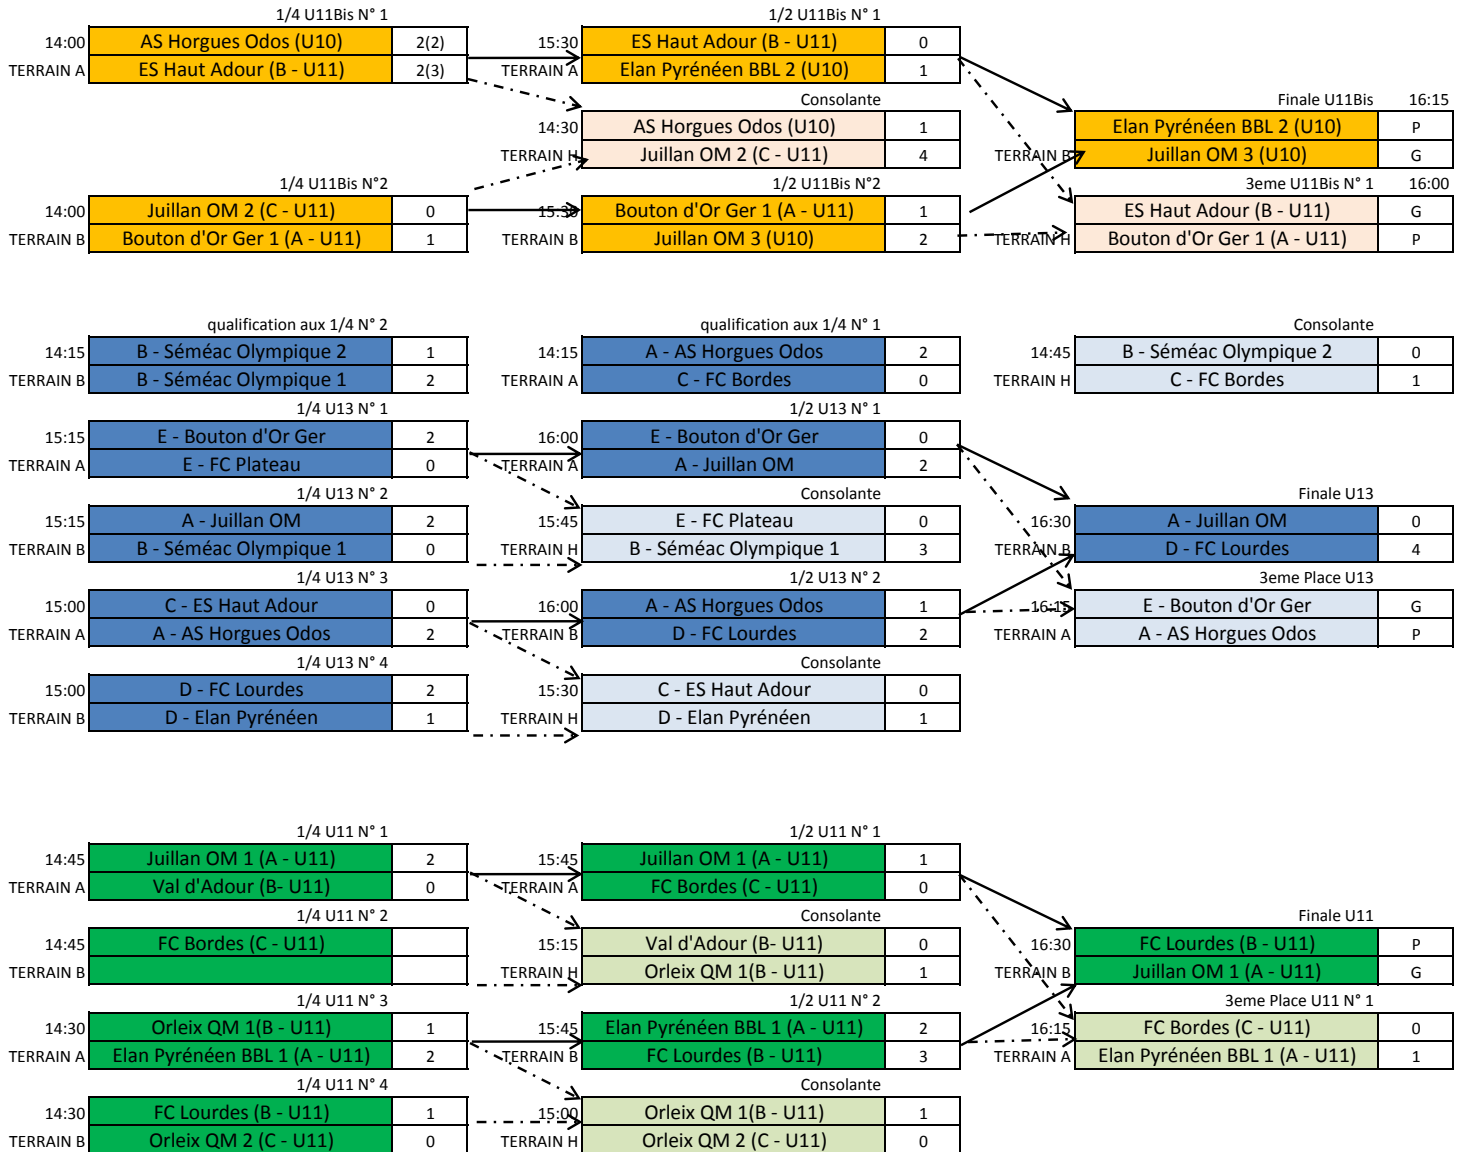 1/4 U11Bis N° 1 1/2 U11Bis N° 1
14:00 AS Horgues Odos (U10) 2(2) 15:30 ES Haut Adour (B - U11) 0
TERRAIN A ES Haut Adour (B - U11) 2(3) TERRAIN A Elan Pyrénéen BBL 2 (U10) 1
Consolante Finale U11Bis 16:15
14:30 AS Horgues Odos (U10) 1 Elan Pyrénéen BBL 2 (U10) P
TERRAIN H Juillan OM 2 (C - U11) 4 TERRAIN B Juillan OM 3 (U10) G
1/4 U11Bis N°2 1/2 U11Bis N°2 3eme U11Bis N° 1 16:00
14:00 Juillan OM 2 (C - U11) 0 15:30 Bouton d'Or Ger 1 (A - U11) 1 ES Haut Adour (B - U11) G
TERRAIN B Bouton d'Or Ger 1 (A - U11) 1 TERRAIN B Juillan OM 3 (U10) 2 TERRAIN H Bouton d'Or Ger 1 (A - U11) P
qualification aux 1/4 N° 2 qualification aux 1/4 N° 1 Consolante
14:15 B - Séméac Olympique 2 1 14:15 A - AS Horgues Odos 2 14:45 B - Séméac Olympique 2 0
TERRAIN B B - Séméac Olympique 1 2 TERRAIN A C - FC Bordes 0 TERRAIN H C - FC Bordes 1
1/4 U13 N° 1 1/2 U13 N° 1
15:15 E - Bouton d'Or Ger 2 16:00 E - Bouton d'Or Ger 0
TERRAIN A E - FC Plateau 0 TERRAIN A A - Juillan OM 2
1/4 U13 N° 2 Consolante Finale U13
15:15 A - Juillan OM 2 15:45 E - FC Plateau 0 16:30 A - Juillan OM 0
TERRAIN B B - Séméac Olympique 1 0 TERRAIN H B - Séméac Olympique 1 3 TERRAIN B D - FC Lourdes 4
1/4 U13 N° 3 1/2 U13 N° 2 3eme Place U13
15:00 C - ES Haut Adour 0 16:00 A - AS Horgues Odos 1 16:15 E - Bouton d'Or Ger G
TERRAIN A A - AS Horgues Odos 2 TERRAIN B D - FC Lourdes 2 TERRAIN A A - AS Horgues Odos P
1/4 U13 N° 4 Consolante
15:00 D - FC Lourdes 2 15:30 C - ES Haut Adour 0
TERRAIN B D - Elan Pyrénéen 1 TERRAIN H D - Elan Pyrénéen 1
1/4 U11 N° 1 1/2 U11 N° 1
14:45 Juillan OM 1 (A - U11) 2 15:45 Juillan OM 1 (A - U11) 1
TERRAIN A Val d'Adour (B- U11) 0 TERRAIN A FC Bordes (C - U11) 0
1/4 U11 N° 2 Consolante Finale U11
14:45 FC Bordes (C - U11) 15:15 Val d'Adour (B- U11) 0 16:30 FC Lourdes (B - U11) P
TERRAIN B TERRAIN H Orleix QM 1(B - U11) 1 TERRAIN B Juillan OM 1 (A - U11) G
1/4 U11 N° 3 1/2 U11 N° 2 3eme Place U11 N° 1
14:30 Orleix QM 1(B - U11) 1 15:45 Elan Pyrénéen BBL 1 (A - U11) 2 16:15 FC Bordes (C - U11) 0
TERRAIN A Elan Pyrénéen BBL 1 (A - U11) 2 TERRAIN B FC Lourdes (B - U11) 3 TERRAIN A Elan Pyrénéen BBL 1 (A - U11) 1
1/4 U11 N° 4 Consolante
14:30 FC Lourdes (B - U11) 1 15:00 Orleix QM 1(B - U11) 1
TERRAIN B Orleix QM 2 (C - U11) 0 TERRAIN H Orleix QM 2 (C - U11) 0